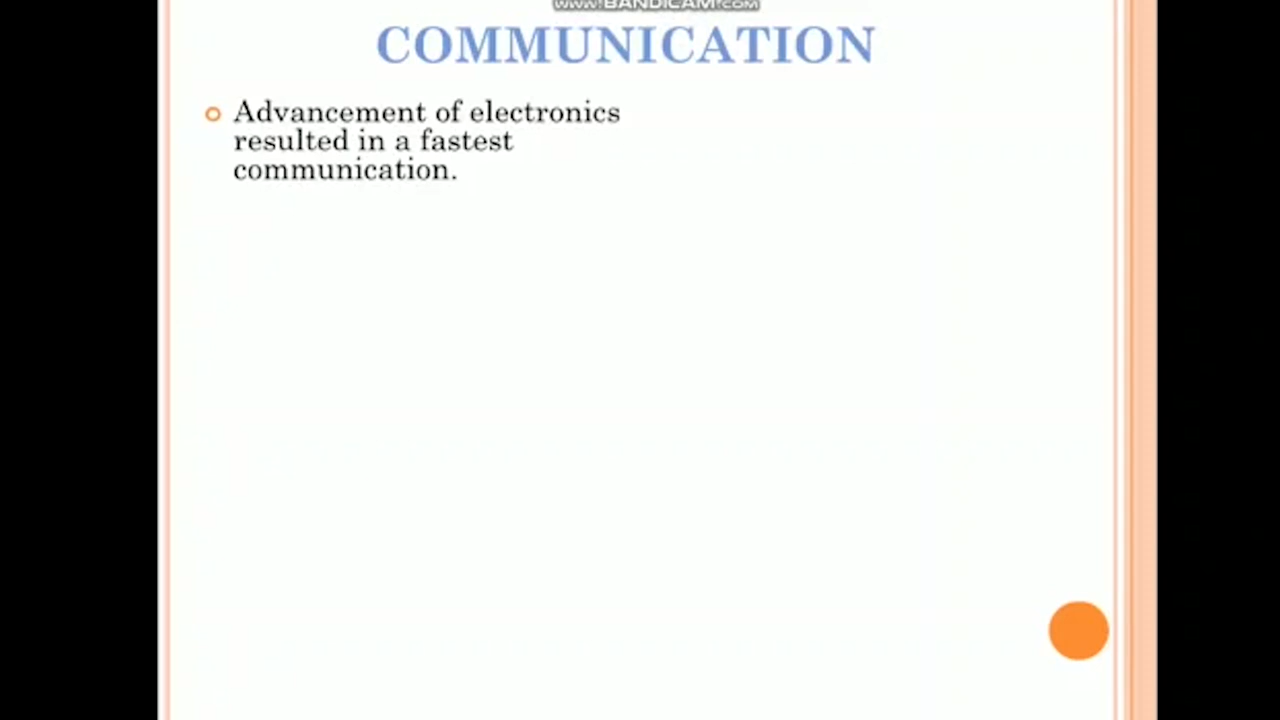 www.BANDICAM.com
COMMUNICATION
Advancement of electronics
resulted in a fastest
communication.